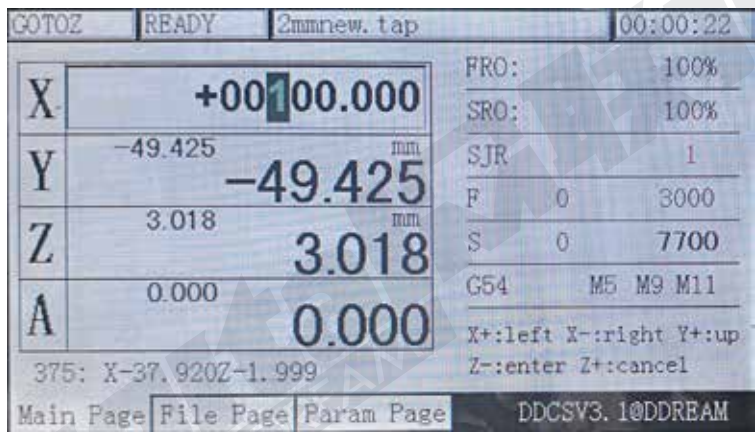 GOTOZ READY 2mmnew.tap 00:00:22
X +00100.000
FRO: 100%
SRO: 100%
Y -49.425 mm
-49.425
SJR 1
F 0 3000
Z 3.018 mm
3.018
S 0 7700
G54 M5 M9 M11
A 0.000
0.000
X+:left X-:right Y+:up
Z-:enter Z+:cancel
375: X-37.920Z-1.999
Main Page File Page Param Page DDCSV3.1@DDREAM